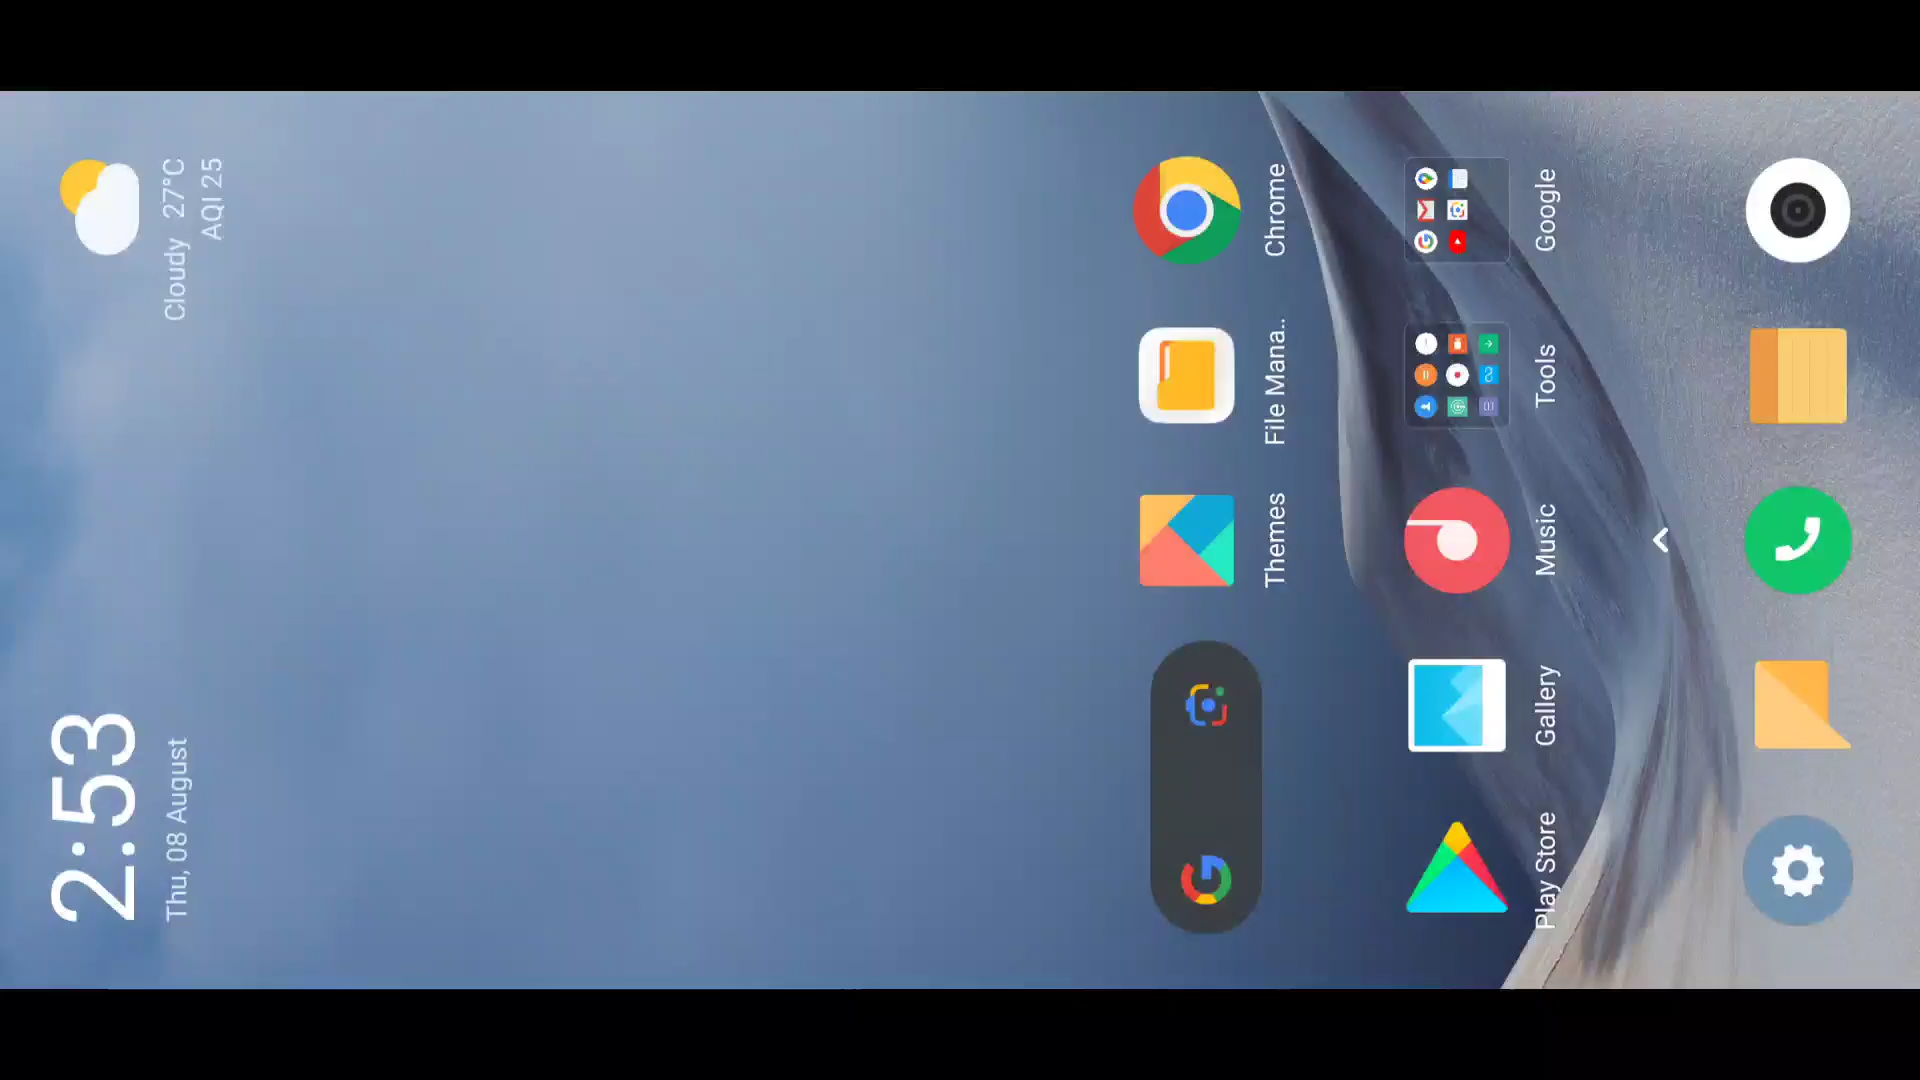 2:53
Thu, 08 August
Cloudy 27°C
AQI 25
Themes
File Mana..
Chrome
Play Store
Gallery
Music
Tools
Google